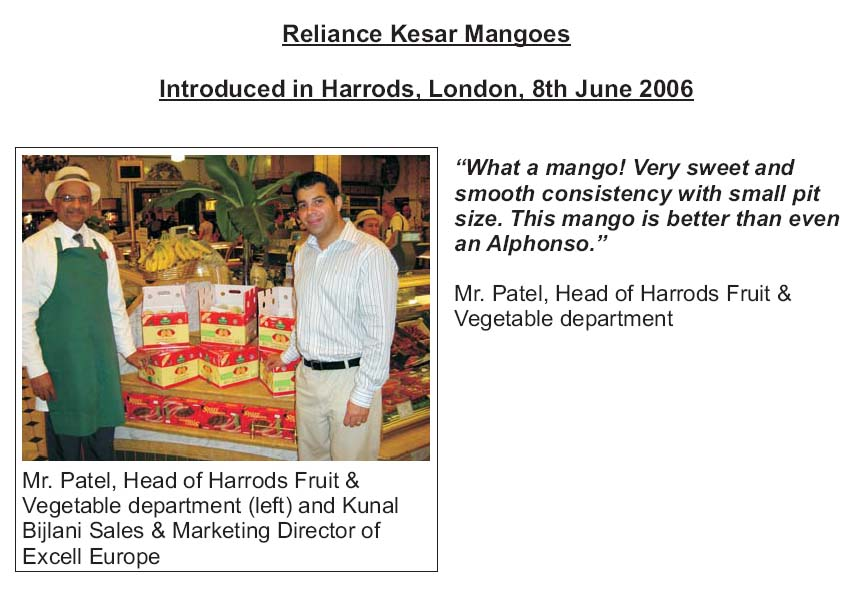 Reliance Kesar Mangoes
Introduced in Harrods, London, 8th June 2006
“What a mango! Very sweet and
smooth consistency with small pit
size. This mango is better than even
an Alphonso.”
Mr. Patel, Head of Harrods Fruit &
Vegetable department
Mr. Patel, Head of Harrods Fruit &
Vegetable department (left) and Kunal
Bijlani Sales & Marketing Director of
Excell Europe